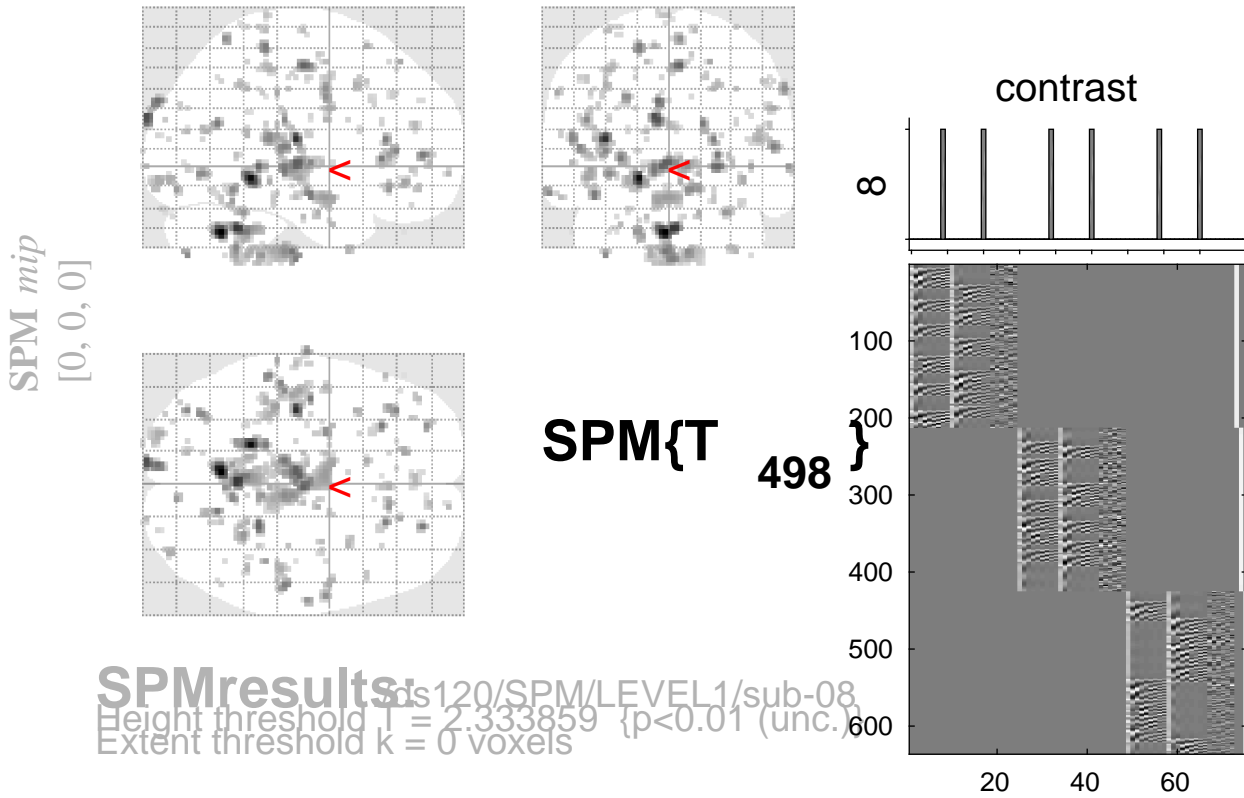 SPM mip
[0, 0, 0]
<
<
<
SPM{T498}
contrast
8
100
200
300
400
500
600
20
40
60
SPMresults: /ds120/SPM/LEVEL1/sub-08
Height threshold T = 2.333859 {p<0.01 (unc.)}
Extent threshold k = 0 voxels